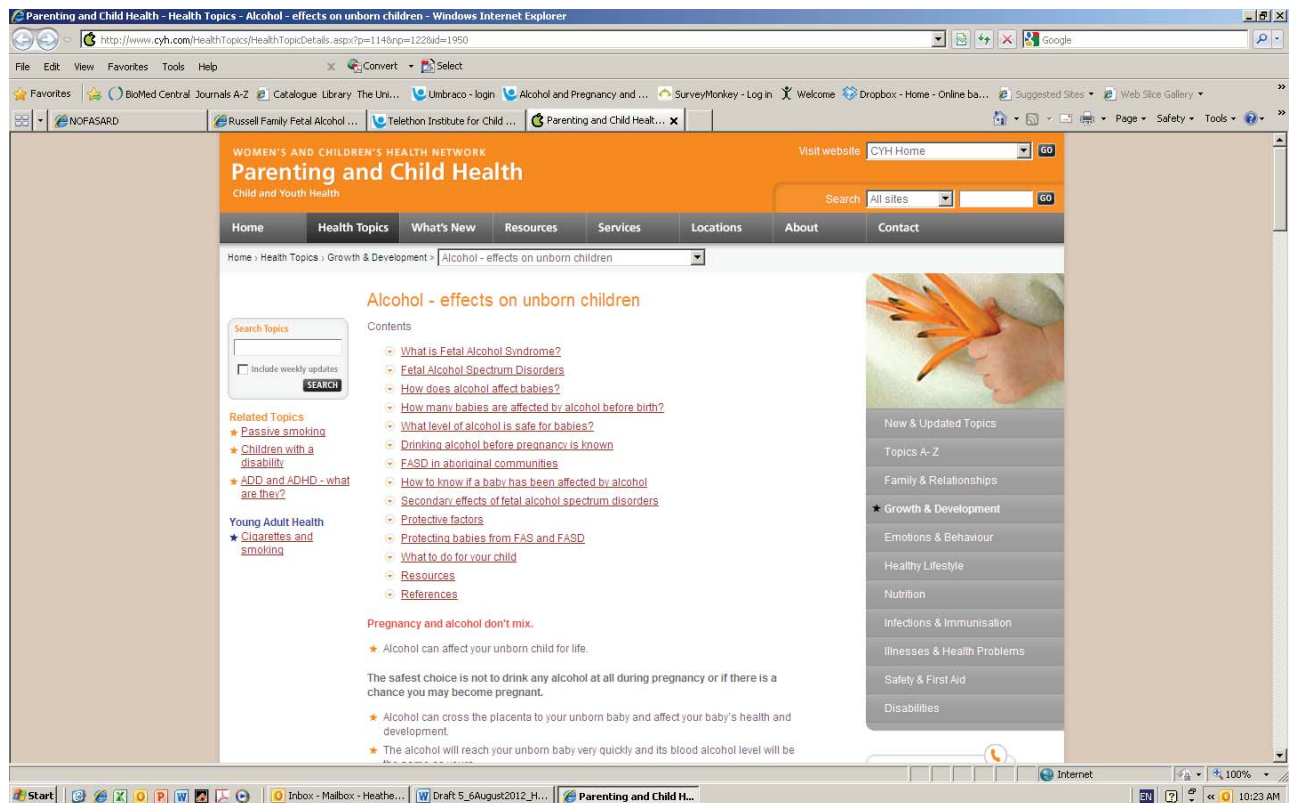 Parenting and Child Health - Health Topics - Alcohol - effects on unborn children - Windows Internet Explorer
http://www.cyh.com/HealthTopics/HealthTopicDetails.aspx?p=114&np=122&id=1950
Google
File Edit View Favorites Tools Help
Convert Select
Favorites BioMed Central Journals A-Z Catalogue Library The Uni... Umbraco - login Alcohol and Pregnancy and ... SurveyMonkey - Log in Welcome Dropbox - Home - Online ba... Suggested Sites Web Slice Gallery
NOFASARD Russell Family Fetal Alcohol ... Telethon Institute for Child ... Parenting and Child Healt... x Page Safety Tools
WOMEN'S AND CHILDREN'S HEALTH NETWORK
Parenting and Child Health
Child and Youth Health
Visit website CYH Home GO
Search All sites GO
Home Health Topics What's New Resources Services Locations About Contact
Home › Health Topics › Growth & Development > Alcohol - effects on unborn children
Search Topics
Include weekly updates
SEARCH
Related Topics
Passive smoking
Children with a
disability
ADD and ADHD - what
are they?
Young Adult Health
Cigarettes and
smoking
Alcohol - effects on unborn children
Contents
What is Fetal Alcohol Syndrome?
Fetal Alcohol Spectrum Disorders
How does alcohol affect babies?
How many babies are affected by alcohol before birth?
What level of alcohol is safe for babies?
Drinking alcohol before pregnancy is known
FASD in aboriginal communities
How to know if a baby has been affected by alcohol
Secondary effects of fetal alcohol spectrum disorders
Protective factors
Protecting babies from FAS and FASD
What to do for your child
Resources
References
Pregnancy and alcohol don't mix.
Alcohol can affect your unborn child for life.
The safest choice is not to drink any alcohol at all during pregnancy or if there is a
chance you may become pregnant.
Alcohol can cross the placenta to your unborn baby and affect your baby's health and
development.
The alcohol will reach your unborn baby very quickly and its blood alcohol level will be
New & Updated Topics
Topics A-Z
Family & Relationships
Growth & Development
Emotions & Behaviour
Healthy Lifestyle
Nutrition
Infections & Immunisation
Illnesses & Health Problems
Safety & First Aid
Disabilities
Internet 100%
Start Inbox - Mailbox - Heathe... Draft 5_6August2012_H... Parenting and Child H... EN 10:23 AM